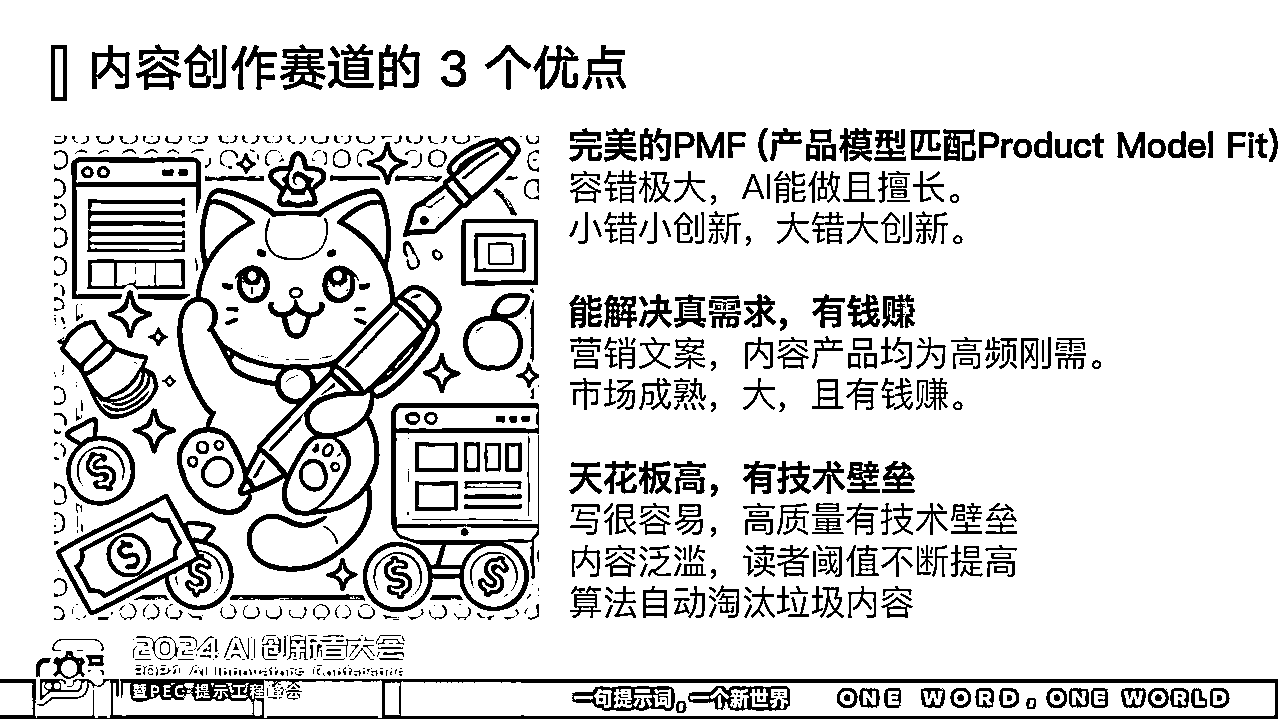 内容创作赛道的 3 个优点
完美的PMF (产品模型匹配Product Model Fit)
容错极大，AI能做且擅长。
小错小创新，大错大创新。
能解决真需求，有钱赚
营销文案，内容产品均为高频刚需。
市场成熟，大，且有钱赚。
天花板高，有技术壁垒
写很容易，高质量有技术壁垒
内容泛滥，读者阈值不断提高
算法自动淘汰垃圾内容
2024 AI 创新者大会
2024 AI Innovators Conference
暨PEC·提示工程峰会
一句提示词。一个新世界
ONE WORD, ONE WORLD